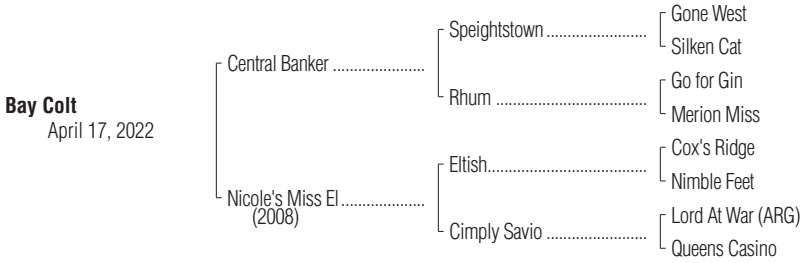 Gone West
Speightstown
Silken Cat
Central Banker
Go for Gin
Rhum
Merion Miss
Bay Colt
April 17, 2022
Cox's Ridge
Eltish
Nimble Feet
Nicole's Miss El
(2008)
Lord At War (ARG)
Cimply Savio
Queens Casino